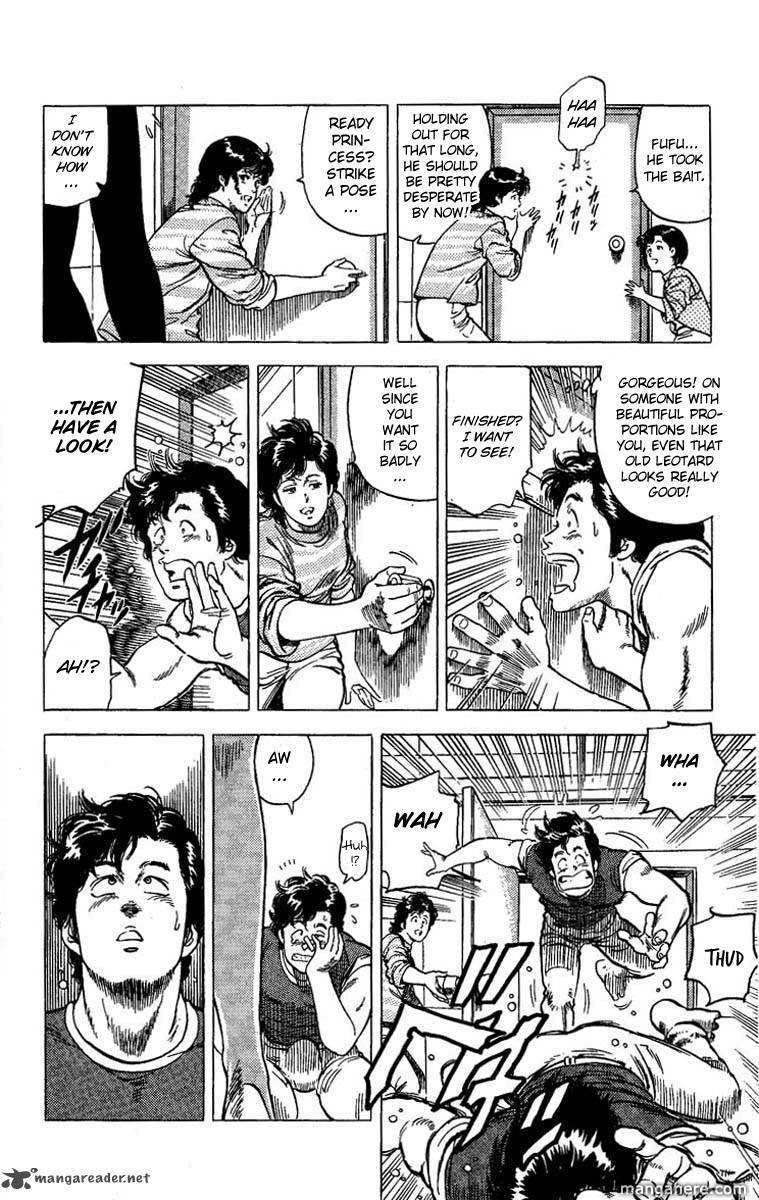 FUFU...
HE TOOK
THE BAIT.
HAA
HAA
HOLDING
OUT FOR
THAT LONG,
HE SHOULD
BE PRETTY
DESPERATE
BY NOW!
READY
PRIN-
CESS?
STRIKE
A POSE
...
I
DON'T
KNOW
HOW
...
GORGEOUS! ON
SOMEONE WITH
BEAUTIFUL PRO-
PORTIONS LIKE
YOU, EVEN THAT
OLD LEOTARD
LOOKS REALLY
GOOD!
FINISHED?
I WANT
TO SEE!
WELL
SINCE
YOU
WANT
IT SO
BADLY
...
...THEN
HAVE A
LOOK!
AH!?
WHA
...
WAH
THUD
AW
...
Huh
!?
mangareader.net
mangahere.com